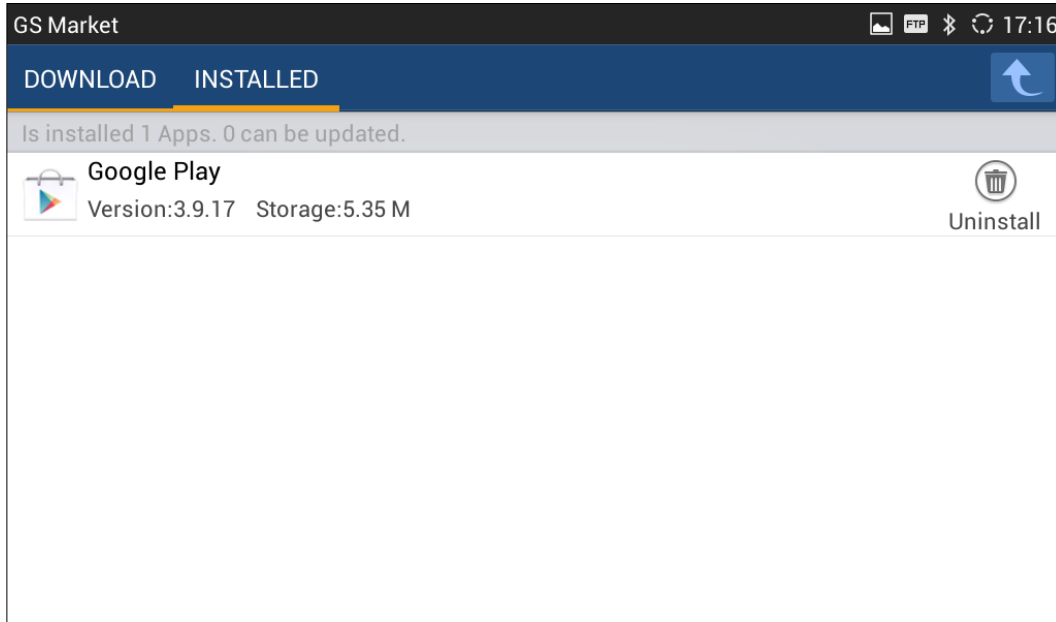 GS Market FTP 17:16
DOWNLOAD INSTALLED
Is installed 1 Apps. 0 can be updated.
Google Play
Version:3.9.17 Storage:5.35 M
Uninstall